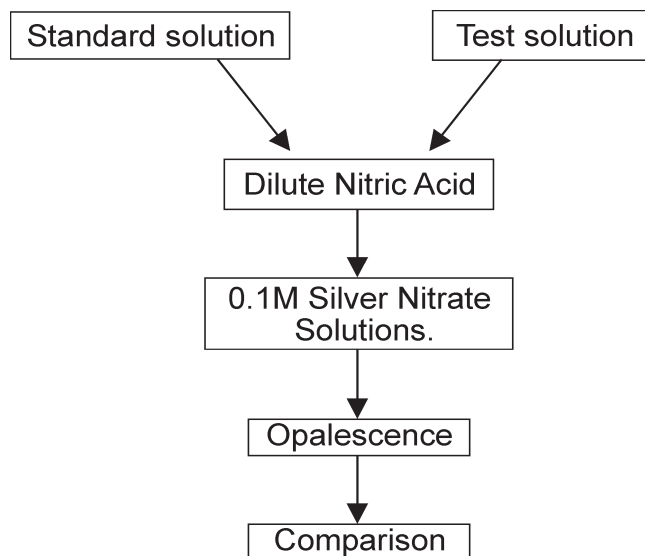 Standard solution
Test solution
Dilute Nitric Acid
0.1M Silver Nitrate
Solutions.
Opalescence
Comparison